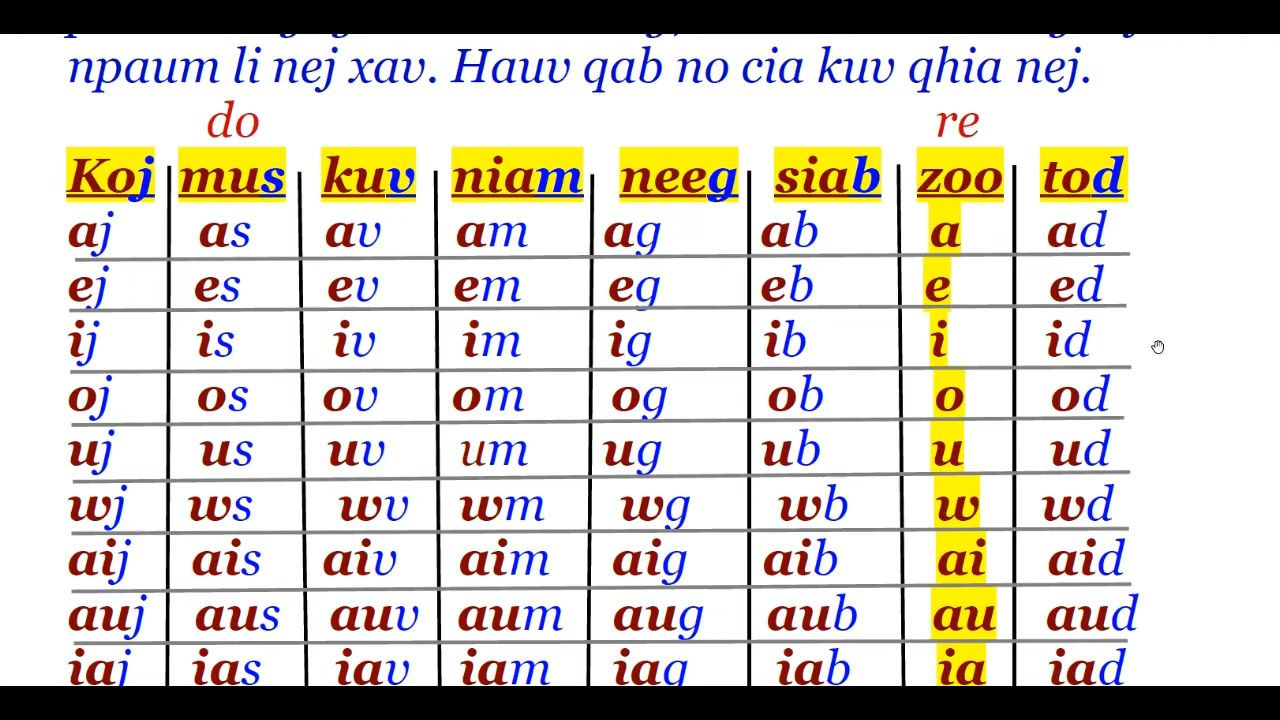 npaum li nej xav. Hauv qab no cia kuv qhia nej.
do re
Koj mus kuv niam neeg siab zoo tod
aj as av am ag ab a ad
ej es ev em eg eb e ed
ij is iv im ig ib i id
oj os ov om og ob o od
uj us uv um ug ub u ud
wj ws wv wm wg wb w wd
aij ais aiv aim aig aib ai aid
auj aus auv aum aug aub au aud
iaj ias iav iam iag iab ia iad